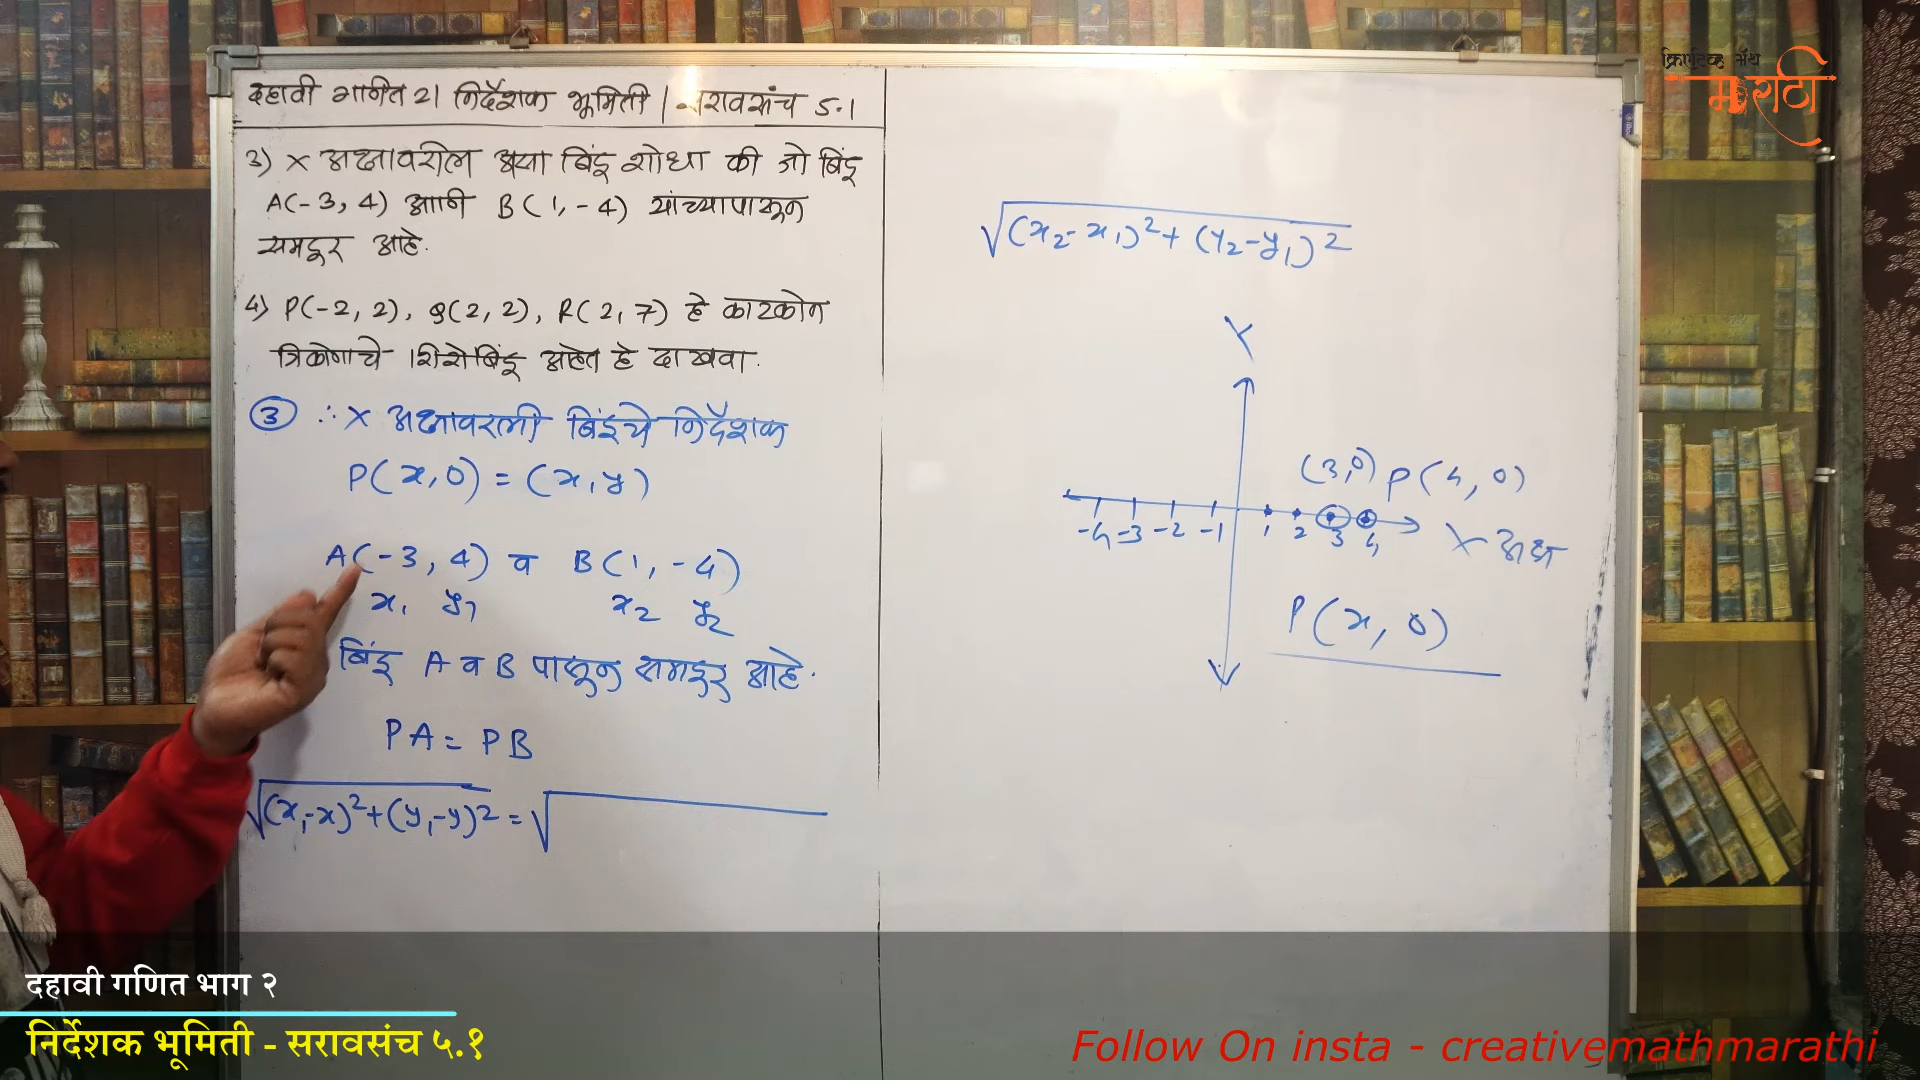 दहावी गणित 2| निर्देशक भूमिती | सरावसंच 5.1
3) X अक्षावरील असा बिंदू शोधा की जो बिंदू
A(-3, 4) आणि B(1, -4) यांच्यापासून
समदूर आहे.
4) P(-2, 2), Q(2, 2), R(2, 7) हे काटकोन
त्रिकोणाचे शिरोबिंदू आहेत हे दाखवा.
③ ∴ X अक्षावरली बिंदूचे निर्देशक
P(x, 0) = (x, y)
A(-3, 4) व B(1, -4)
x₁ y₁ x₂ y₂
बिंदू A व B पासून समदूर आहे.
PA = PB
√(x₁-x)²+(y₁-y)² = √
√(x₂-x₁)²+(y₂-y₁)²
Y
(3,0) P(4, 0)
-4 -3 -2 -1 1 2 3 4 X अक्ष
P(x, 0)
क्रिएटिव्ह मॅथ
मराठी
दहावी गणित भाग २
निर्देशक भूमिती - सरावसंच ५.१
Follow On insta - creativemathmarathi